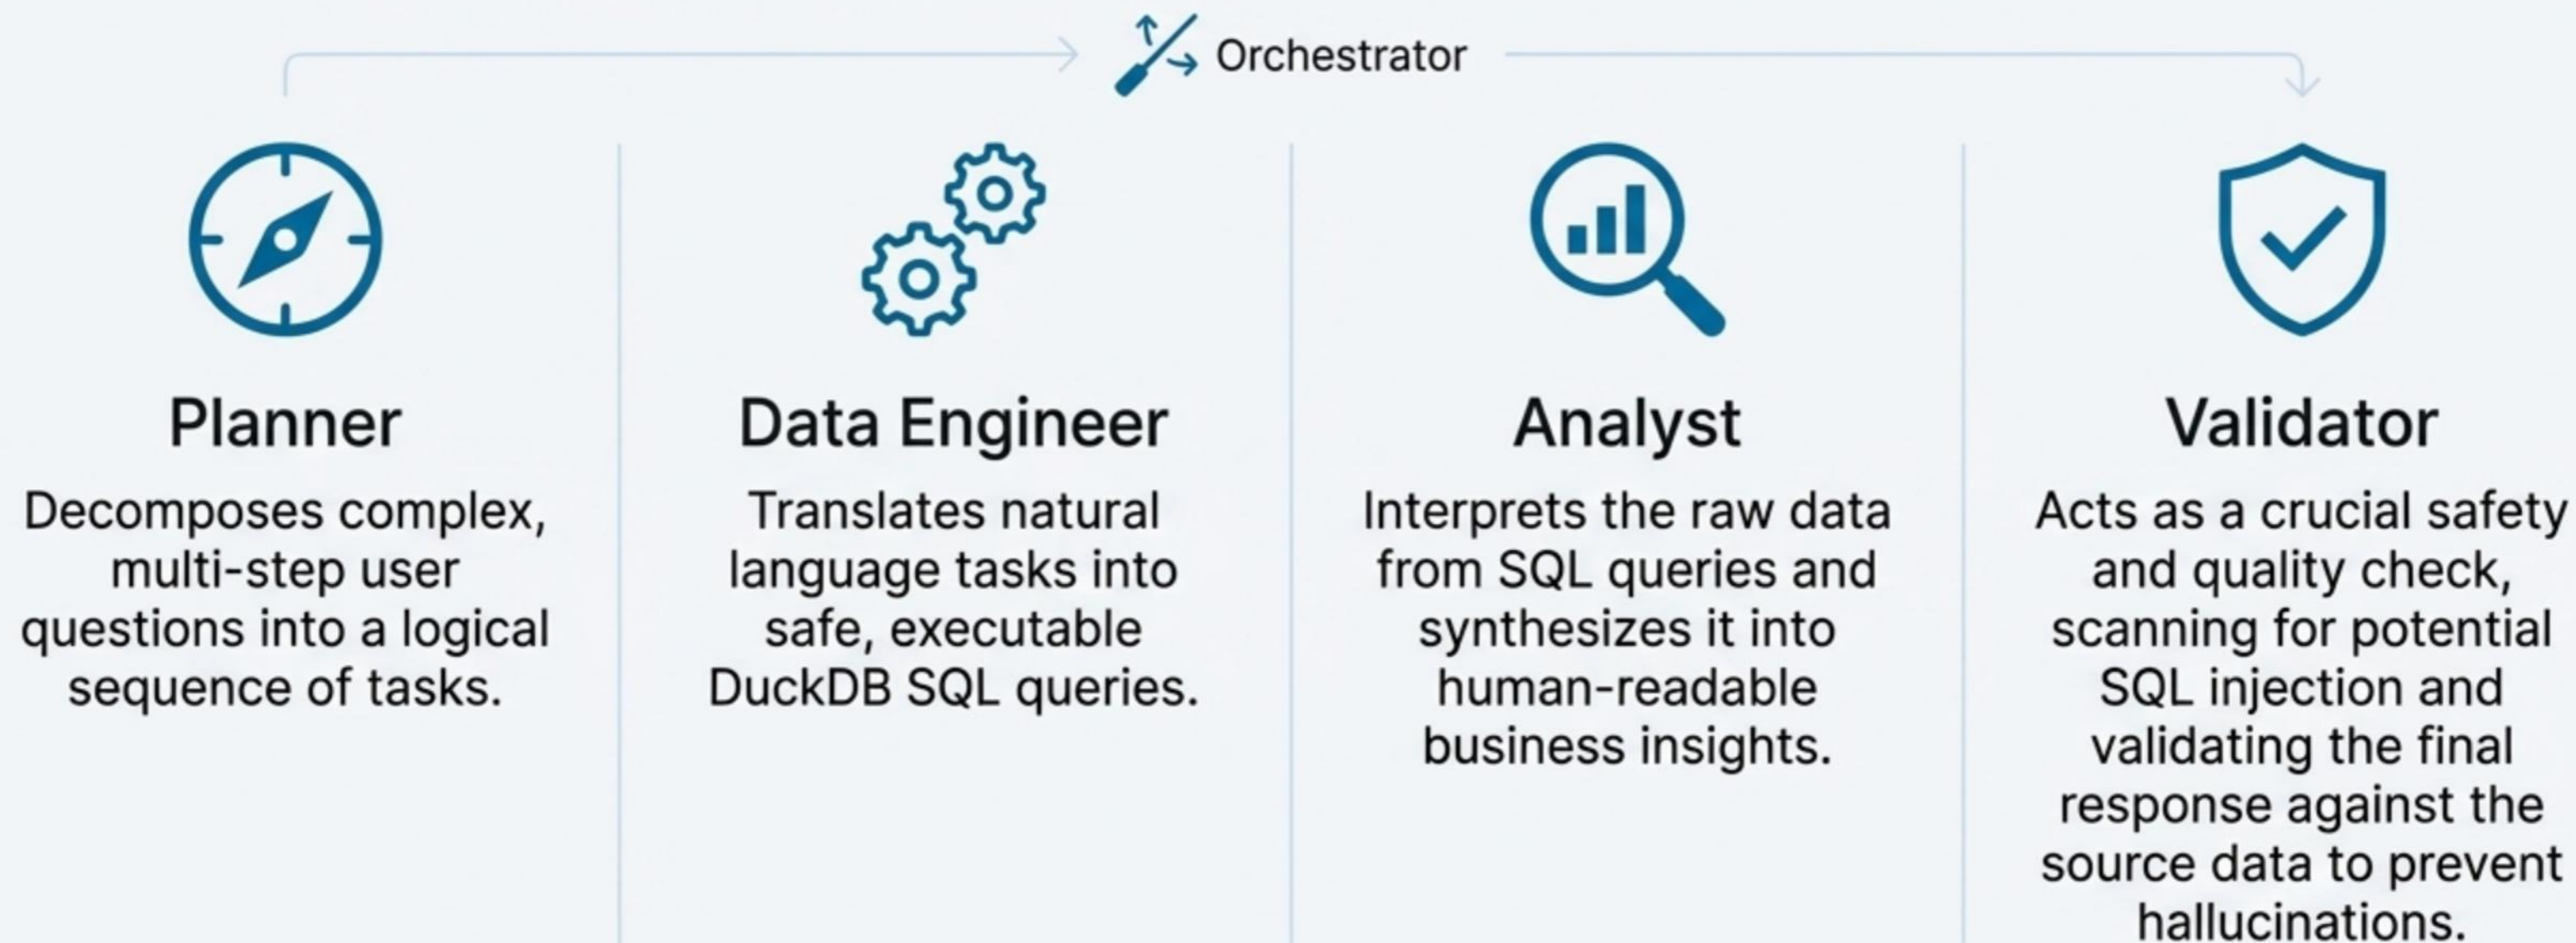 Orchestrator
Planner
Decomposes complex,
multi-step user
questions into a logical
sequence of tasks.
Data Engineer
Translates natural
language tasks into
safe, executable
DuckDB SQL queries.
Analyst
Interprets the raw data
from SQL queries and
synthesizes it into
human-readable
business insights.
Validator
Acts as a crucial safety
and quality check,
scanning for potential
SQL injection and
validating the final
response against the
source data to prevent
hallucinations.